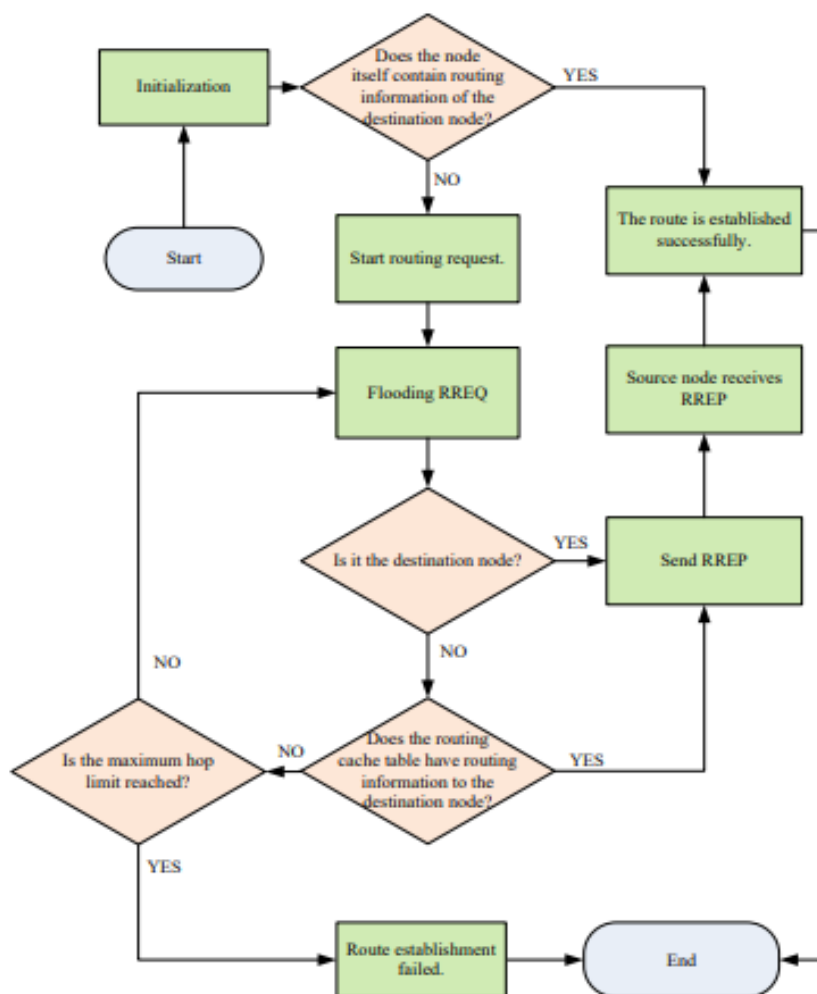 Does the node
itself contain routing
information of the
destination node?
YES
Initialization
NO
Start
Start routing request.
The route is established
successfully.
Flooding RREQ
Source node receives
RREP
Is it the destination node?
YES
Send RREP
NO
NO
Is the maximum hop
limit reached?
NO
Does the routing
cache table have routing
information to the
destination node?
YES
YES
Route establishment
failed.
End